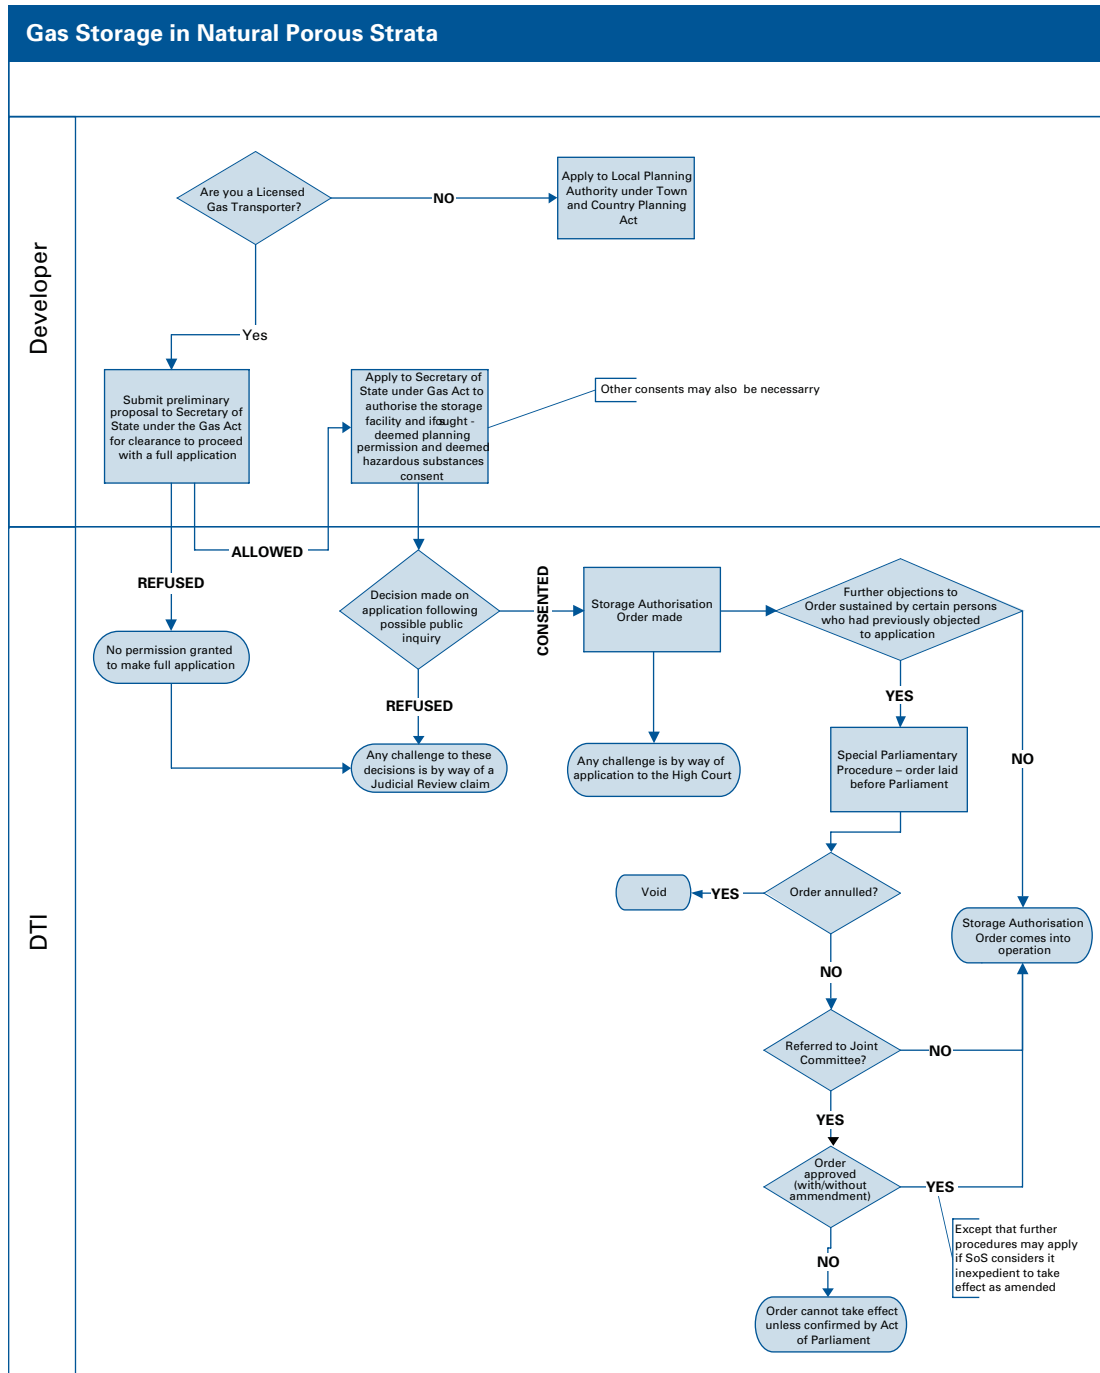 Gas Storage in Natural Porous Strata
Developer
Are you a Licensed
Gas Transporter?
NO
Apply to Local Planning
Authority under Town
and Country Planning
Act
Yes
Submit preliminary
proposal to Secretary of
State under the Gas Act
for clearance to proceed
with a full application
Apply to Secretary of
State under Gas Act to
authorise the storage
facility and if sought -
deemed planning
permission and deemed
hazardous substances
consent
Other consents may also be necessarry
DTI
ALLOWED
REFUSED
No permission granted
to make full application
Decision made on
application following
possible public
inquiry
REFUSED
Any challenge to these
decisions is by way of a
Judicial Review claim
CONSENTED
Storage Authorisation
Order made
Any challenge is by way of
application to the High Court
Further objections to
Order sustained by certain persons
who had previously objected
to application
YES
NO
Special Parliamentary
Procedure – order laid
before Parliament
Order annulled?
YES
Void
NO
Storage Authorisation
Order comes into
operation
Referred to Joint
Committee?
NO
YES
Order
approved
(with/without
ammendment)
YES
Except that further
procedures may apply
if SoS considers it
inexpedient to take
effect as amended
NO
Order cannot take effect
unless confirmed by Act
of Parliament